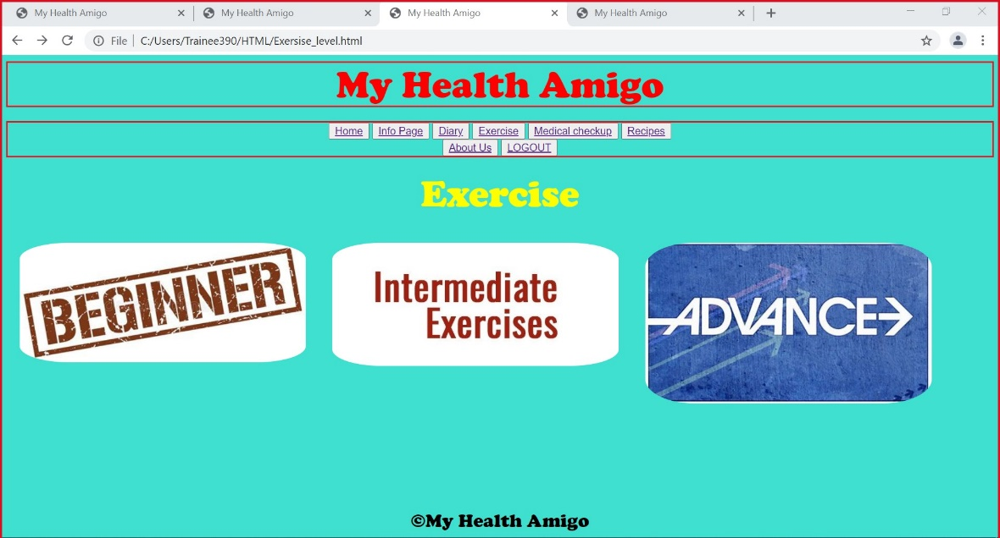 My Health Amigo My Health Amigo My Health Amigo My Health Amigo
File C:/Users/Trainee390/HTML/Exersise_level.html
My Health Amigo
Home Info Page Diary Exercise Medical checkup Recipes
About Us LOGOUT
Exercise
BEGINNER
Intermediate
Exercises
ADVANCE
©My Health Amigo